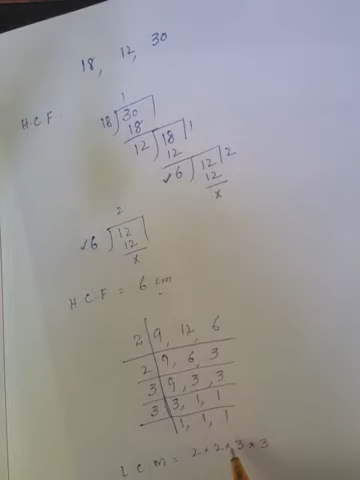 18, 12, 30
H.C.F.
1
18 30
18
12 18 1
12
6 12 2
12
x
2
6 12
12
x
H.C.F = 6 cm
2 9, 12, 6
2 9, 6, 3
3 9, 3, 3
3 3, 1, 1
1, 1, 1
L.C.M = 2 × 2 × 3 × 3